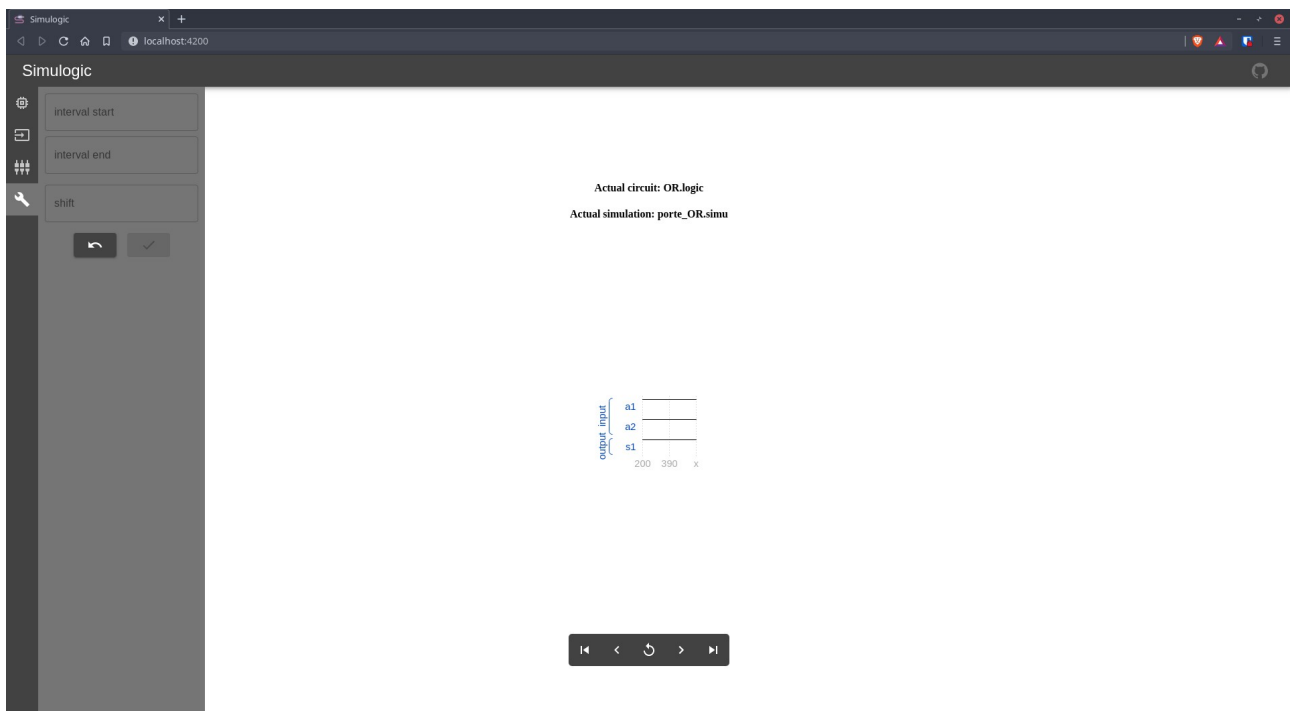 Simulogic
localhost:4200
Simulogic
interval start
interval end
shift
Actual circuit: OR.logic
Actual simulation: porte_OR.simu
input
a1
a2
output
s1
200 390 x